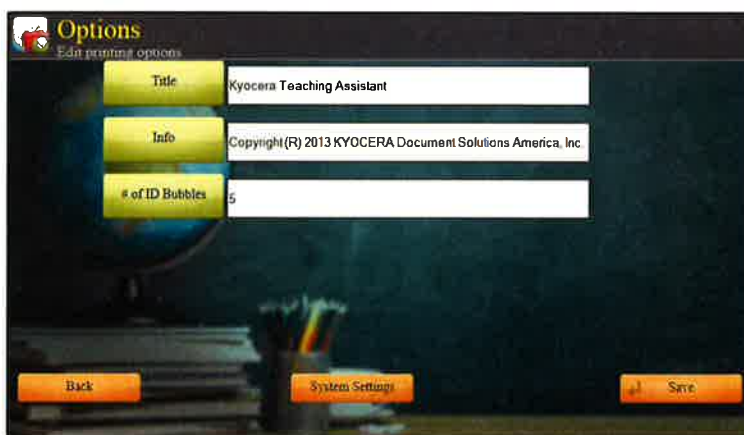 Options
Edit printing options
Title
Kyocera Teaching Assistant
Info
Copyright (R) 2013 KYOCERA Document Solutions America, Inc.
# of ID Bubbles
5
Back
System Settings
Save